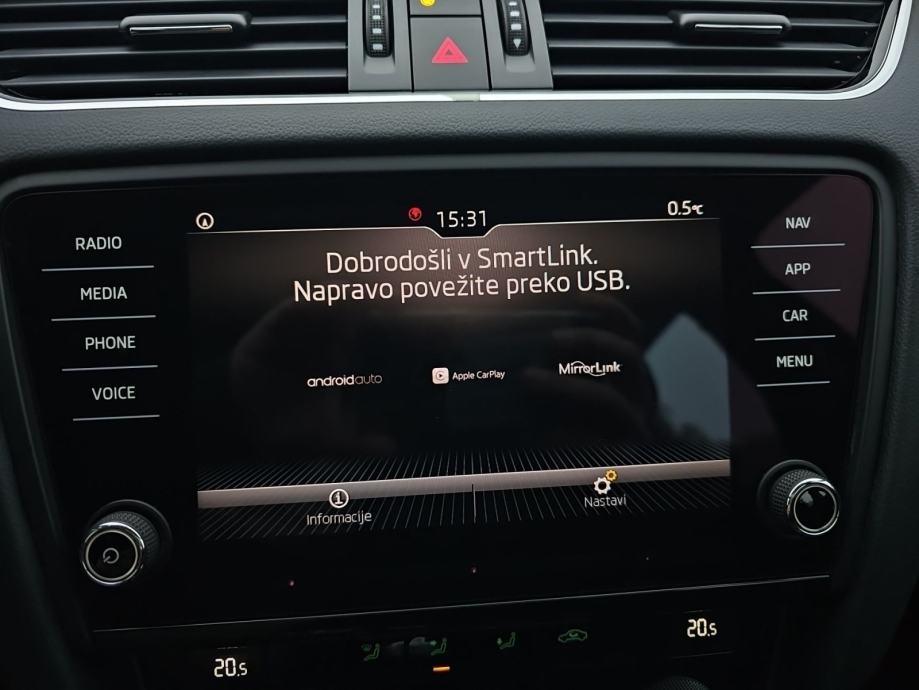 15:31
0.5°C
RADIO
MEDIA
PHONE
VOICE
Dobrodošli v SmartLink.
Napravo povežite preko USB.
androidauto
Apple CarPlay
MirrorLink
Informacije
Nastavi
NAV
APP
CAR
MENU
20.5
20.5